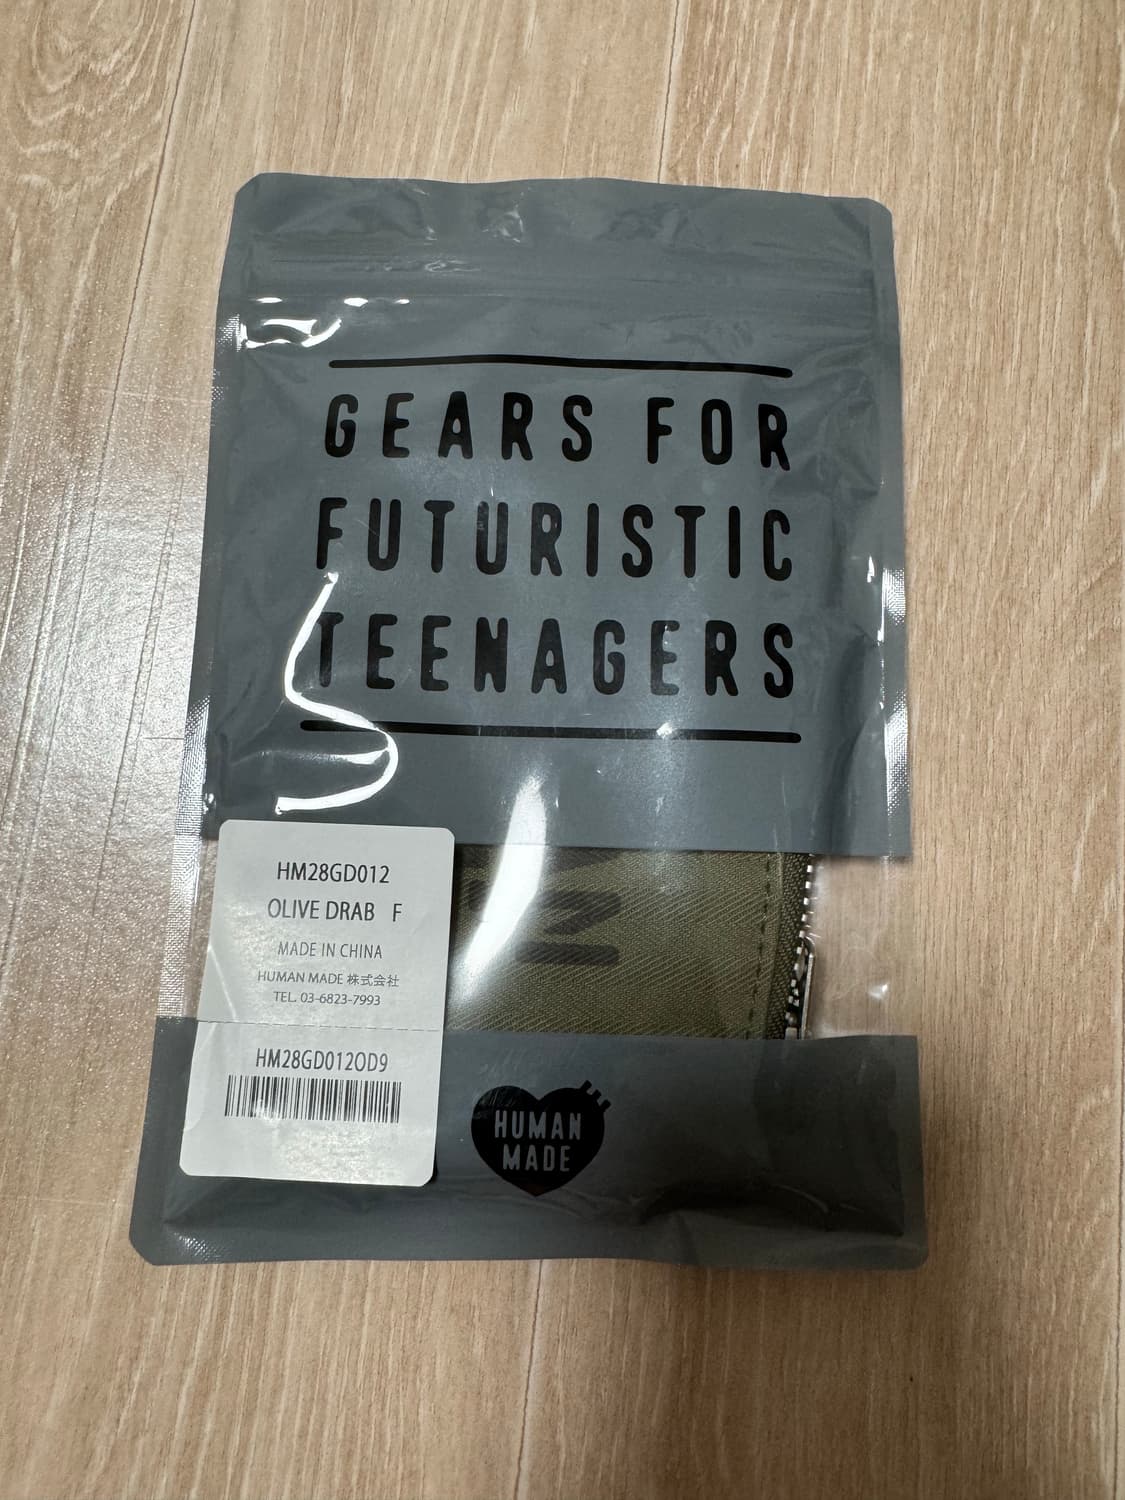 GEARS FOR
FUTURISTIC
TEENAGERS
HM28GD012
OLIVE DRAB F
MADE IN CHINA
HUMAN MADE 株式会社
TEL. 03-6823-7993
HM28GD012OD9
HUMAN
MADE